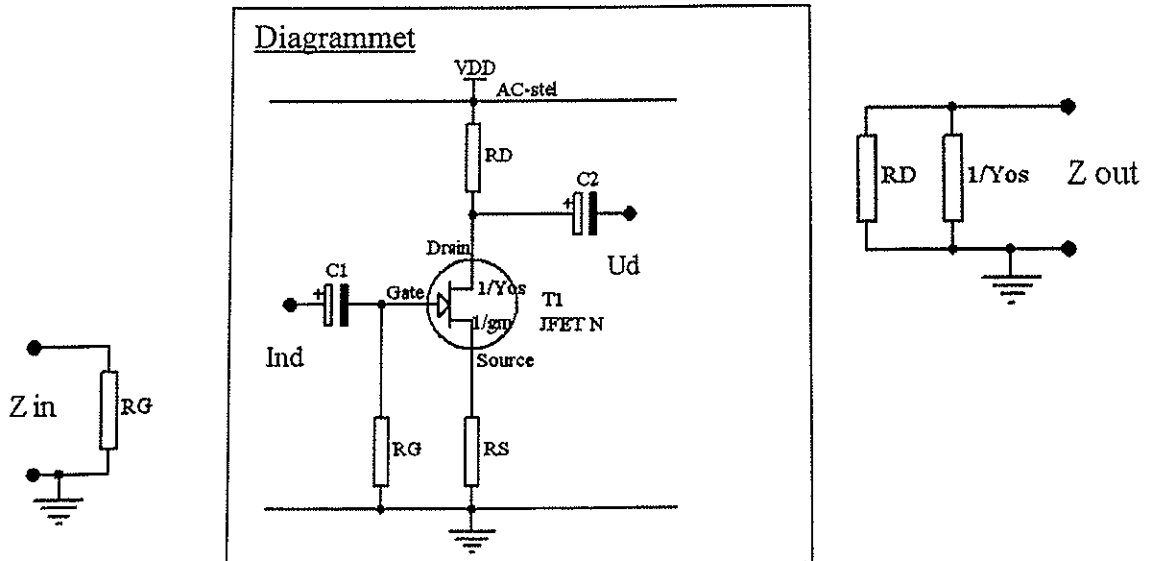 Diagrammet
VDD
AC-stel
RD
C2
+
Drain
Ud
C1
+
Gate
1/Yos
T1
1/gm
JFET N
Ind
Source
RG
RS
Z in
RG
RD
1/Yos
Z out